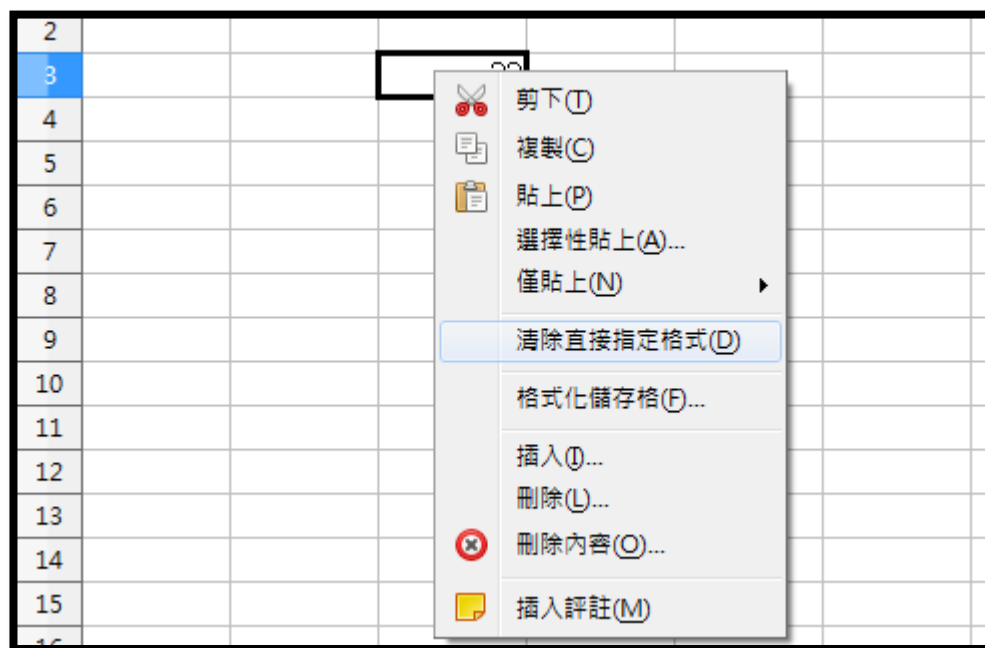 2
3
剪下(T)
4
複製(C)
5
6
貼上(P)
7
選擇性貼上(A)...
8
僅貼上(N)
9
清除直接指定格式(D)
10
格式化儲存格(F)...
11
12
插入(I)...
13
刪除(L)...
14
刪除內容(O)...
15
插入評註(M)